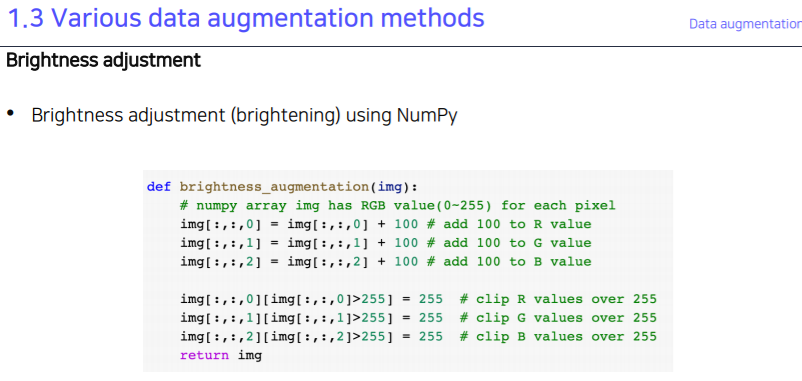 1.3 Various data augmentation methods
Data augmentation
Brightness adjustment
• Brightness adjustment (brightening) using NumPy
def brightness_augmentation(img):
    # numpy array img has RGB value(0~255) for each pixel
    img[:,:,0] = img[:,:,0] + 100 # add 100 to R value
    img[:,:,1] = img[:,:,1] + 100 # add 100 to G value
    img[:,:,2] = img[:,:,2] + 100 # add 100 to B value
    img[:,:,0][img[:,:,0]>255] = 255  # clip R values over 255
    img[:,:,1][img[:,:,1]>255] = 255  # clip G values over 255
    img[:,:,2][img[:,:,2]>255] = 255  # clip B values over 255
    return img